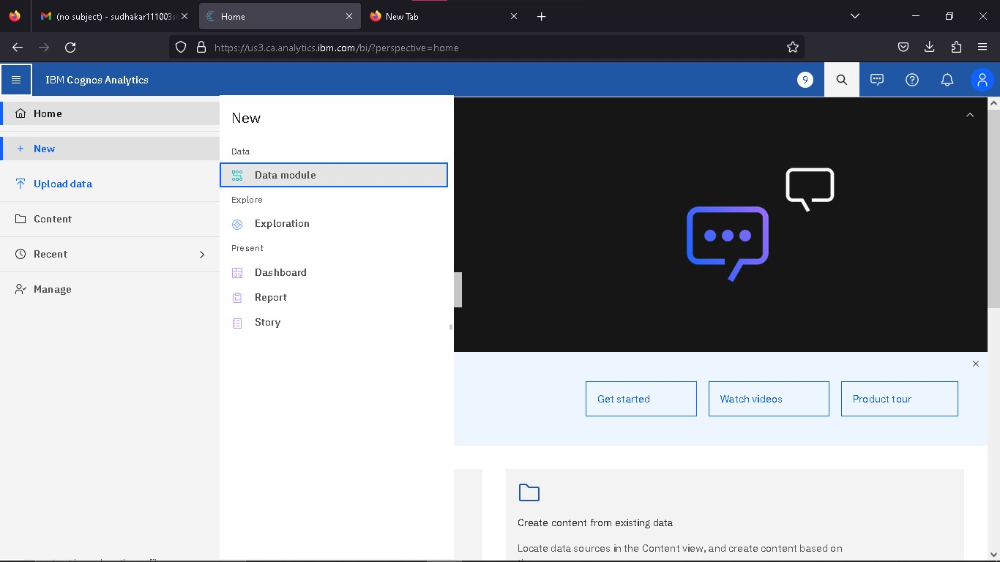 (no subject) - sudhakar111003s
Home
New Tab
https://us3.ca.analytics.ibm.com/bi/?perspective=home
IBM Cognos Analytics
9
Home
New
Upload data
Content
Recent
Manage
New
Data
Data module
Explore
Exploration
Present
Dashboard
Report
Story
Get started
Watch videos
Product tour
Create content from existing data
Locate data sources in the Content view, and create content based on